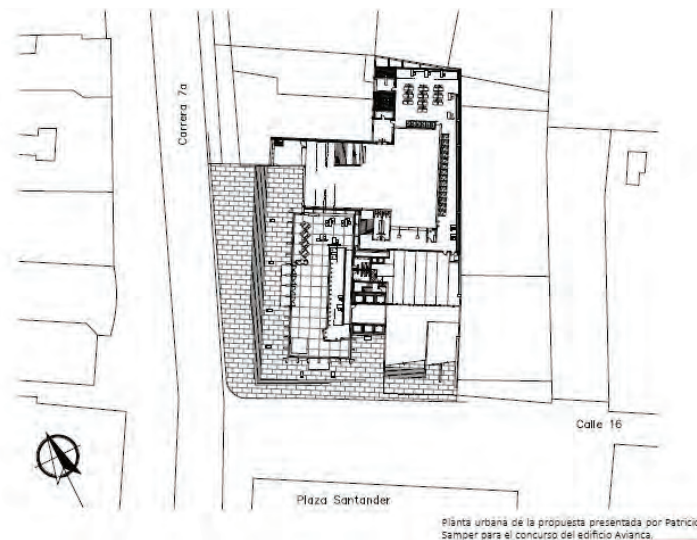 Carrera 7a
Calle 16
Plaza Santander
Planta urbana de la propuesta presentada por Patricio
Samper para el concurso del edificio Avianca.